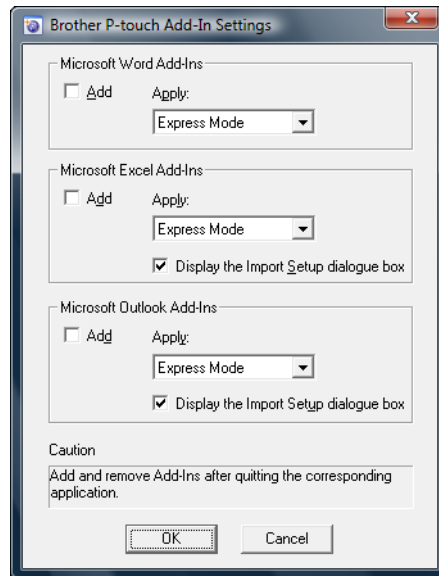 Brother P-touch Add-In Settings
Microsoft Word Add-Ins
Add Apply:
Express Mode
Microsoft Excel Add-Ins
Add Apply:
Express Mode
Display the Import Setup dialogue box
Microsoft Outlook Add-Ins
Add Apply:
Express Mode
Display the Import Setup dialogue box
Caution
Add and remove Add-Ins after quitting the corresponding
application.
OK Cancel